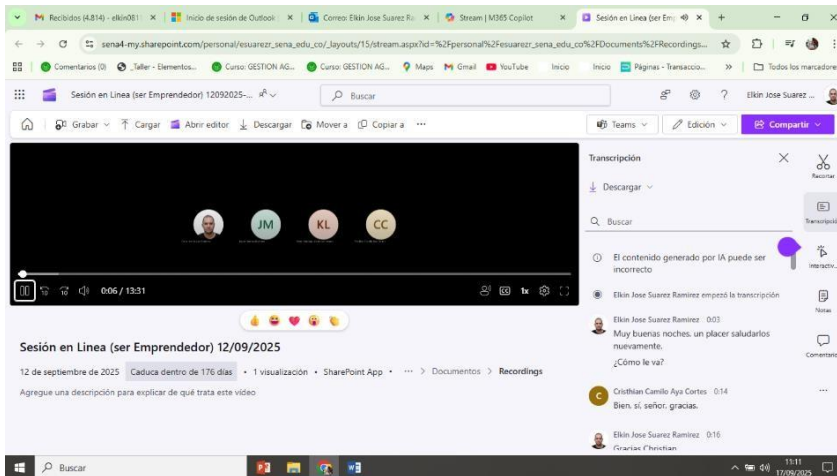 Recibidos (4.814) - elkin081
Inicio de sesión de Outlook
Correo: Elkin Jose Suarez Ra
Stream | M365 Copilot
Sesión en Linea (ser Emp
sena4-my.sharepoint.com/personal/esuarezr_sena_edu_co/_layouts/15/stream.aspx?id=%2Fpersonal%2Fesuarezr_sena_edu_co%2FDocuments%2FRecordings...
Comentarios (0)
_Taller - Elementos...
Curso: GESTION AG...
Curso: GESTION AG...
Maps
Gmail
YouTube
Inicio
Inicio
Páginas - Transaccio...
Todos los marcadores
Sesión en Linea (ser Emprendedor) 12092025-...
Buscar
Elkin Jose Suarez ...
Grabar
Cargar
Abrir editor
Descargar
Mover a
Copiar a
Teams
Edición
Compartir
JM
KL
CC
10
10
0:06 / 13:31
CC
1x
Sesión en Linea (ser Emprendedor) 12/09/2025
12 de septiembre de 2025 Caduca dentro de 176 días • 1 visualización • SharePoint App • ... > Documentos > Recordings
Agregue una descripción para explicar de qué trata este vídeo
Transcripción
Descargar
Buscar
El contenido generado por IA puede ser
incorrecto
Elkin Jose Suarez Ramirez empezó la transcripción
Elkin Jose Suarez Ramirez 0:03
Muy buenas noches, un placer saludarlos
nuevamente.
¿Cómo le va?
C
Cristhian Camilo Aya Cortes 0:14
Bien, sí, señor, gracias.
Elkin Jose Suarez Ramirez 0:16
Gracias Christian
Recortar
Transcripció
Interactiv...
Notas
Comentario
Buscar
11:11
17/09/2025